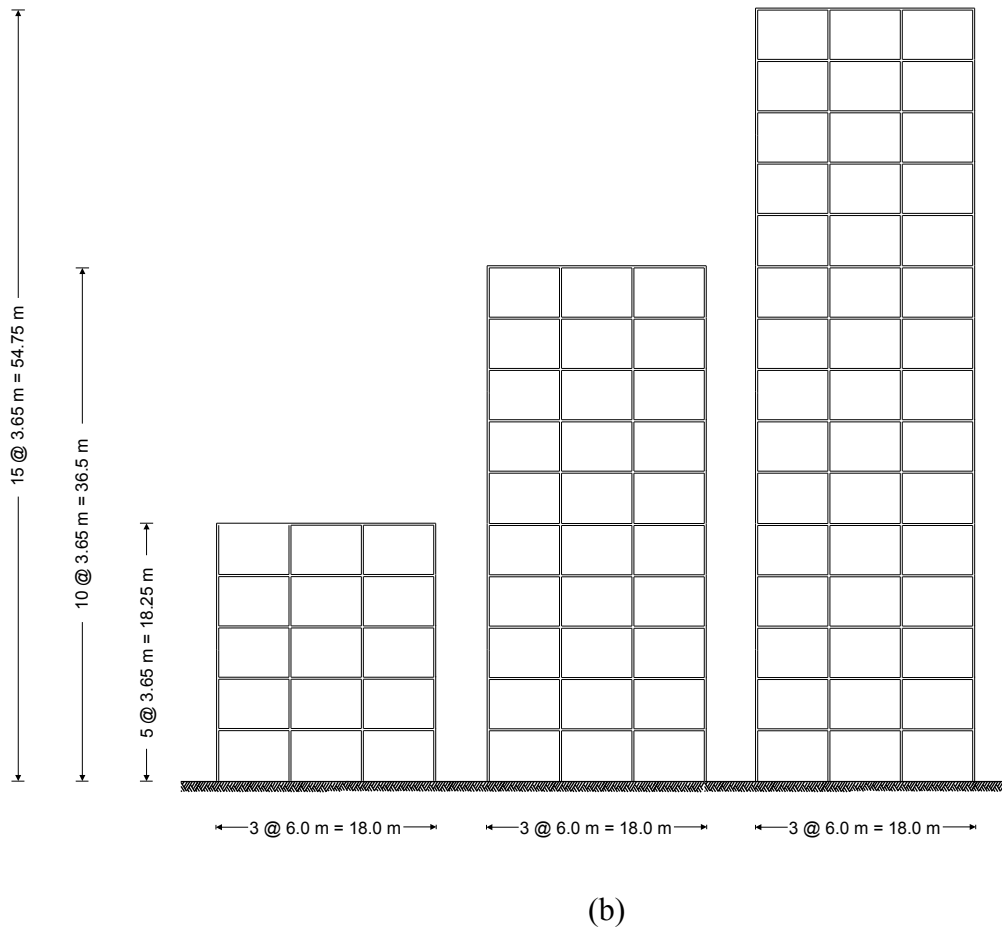 15 @ 3.65 m = 54.75 m
10 @ 3.65 m = 36.5 m
5 @ 3.65 m = 18.25 m
3 @ 6.0 m = 18.0 m
3 @ 6.0 m = 18.0 m
3 @ 6.0 m = 18.0 m
(b)